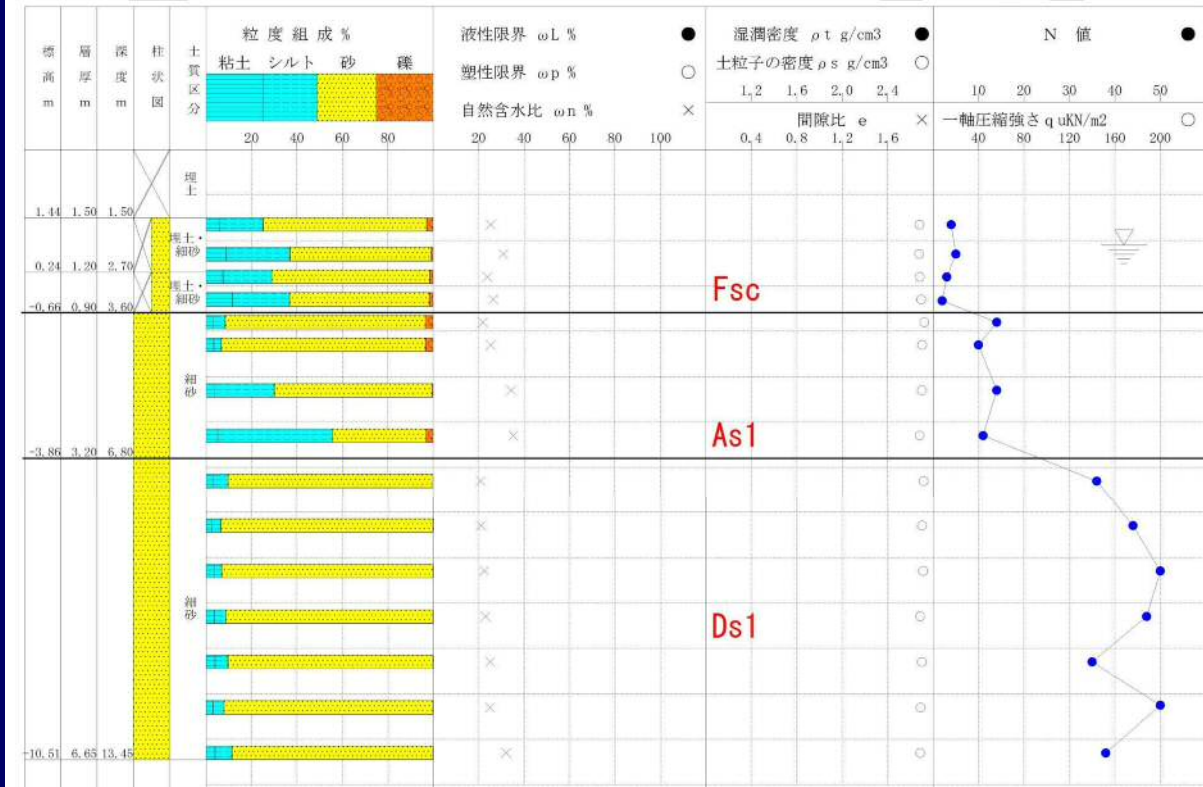 標高 m
層厚 m
深度 m
柱状図
土質区分
粒度組成%
粘土 シルト 砂 礫
20 40 60 80
液性限界 ωL % ●
塑性限界 ωp % ○
自然含水比 ωn % ×
20 40 60 80 100
湿潤密度 ρt g/cm3 ●
土粒子の密度 ρs g/cm3 ○
1.2 1.6 2.0 2.4
間隙比 e ×
0.4 0.8 1.2 1.6
N 値 ●
10 20 30 40 50
一軸圧縮強さ quKN/m2 ○
40 80 120 160 200
埋土
1.44 1.50 1.50
埋土・細砂
0.24 1.20 2.70
埋土・細砂
-0.66 0.90 3.60
Fsc
細砂
As1
-3.86 3.20 6.80
細砂
Ds1
-10.51 6.65 13.45